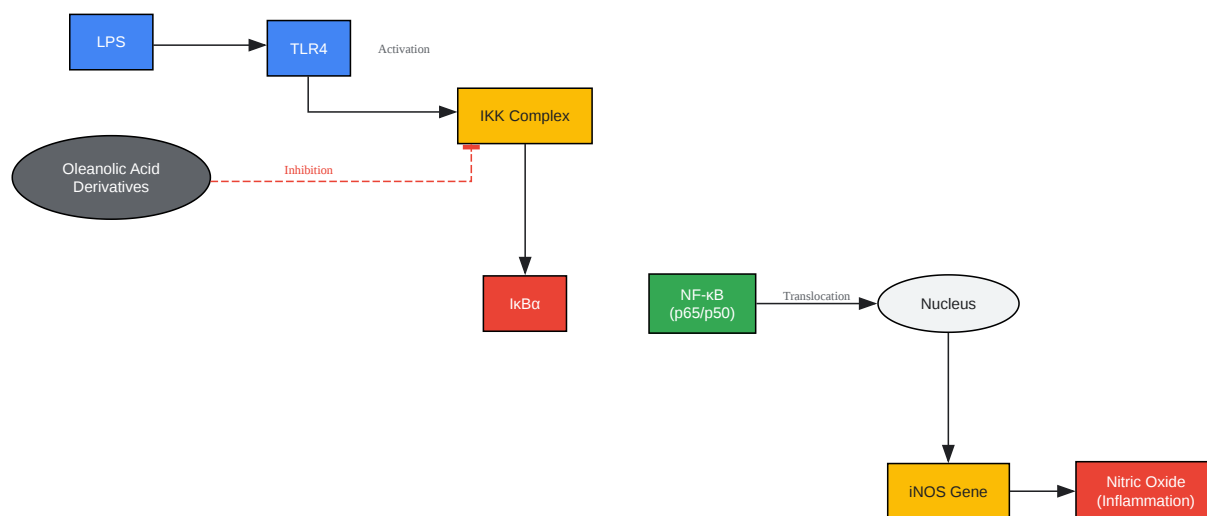 LPS
TLR4
Activation
IKK Complex
Oleanolic Acid
Derivatives
Inhibition
IκBα
NF-κB
(p65/p50)
Translocation
Nucleus
iNOS Gene
Nitric Oxide
(Inflammation)